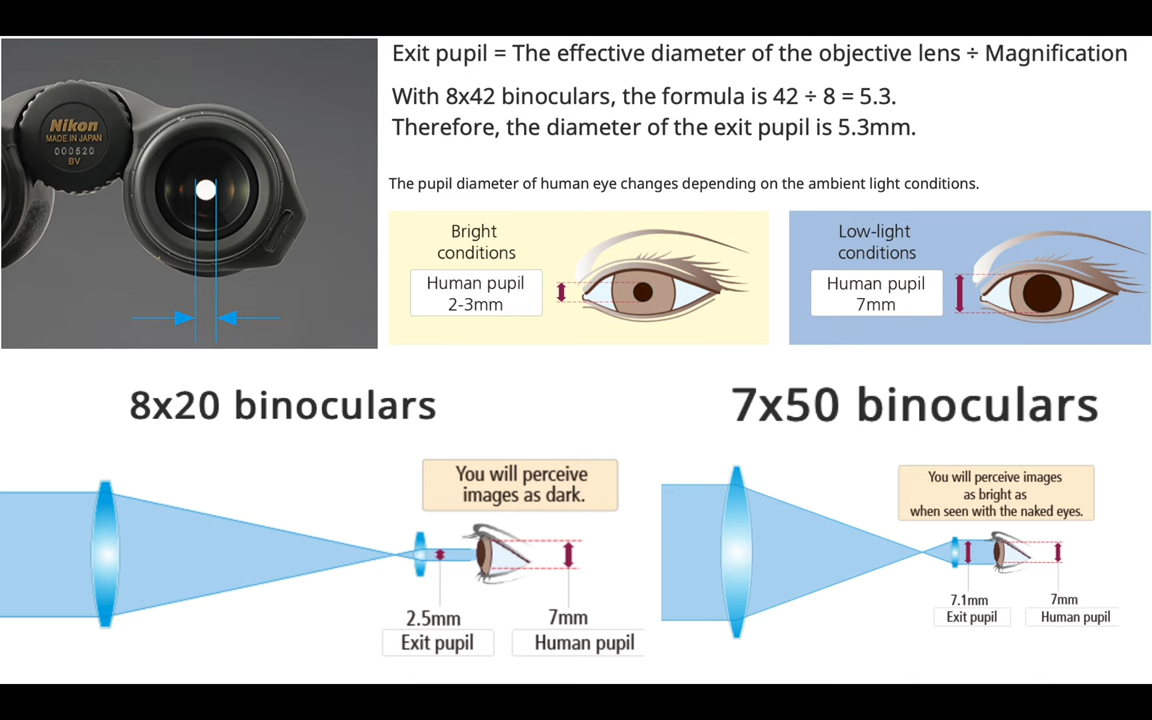 Exit pupil = The effective diameter of the objective lens ÷ Magnification
With 8x42 binoculars, the formula is 42 ÷ 8 = 5.3.
Therefore, the diameter of the exit pupil is 5.3mm.
Nikon
MADE IN JAPAN
000520
BV
The pupil diameter of human eye changes depending on the ambient light conditions.
Bright
conditions
Human pupil
2-3mm
Low-light
conditions
Human pupil
7mm
8x20 binoculars
You will perceive
images as dark.
2.5mm
Exit pupil
7mm
Human pupil
7x50 binoculars
You will perceive images
as bright as
when seen with the naked eyes.
7.1mm
Exit pupil
7mm
Human pupil